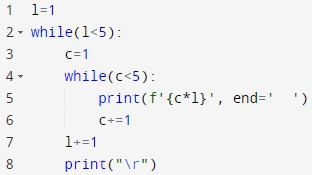 1 l=1
2 while(l<5):
3     c=1
4     while(c<5):
5         print(f'{c*l}', end='  ')
6         c+=1
7     l+=1
8     print("\r")